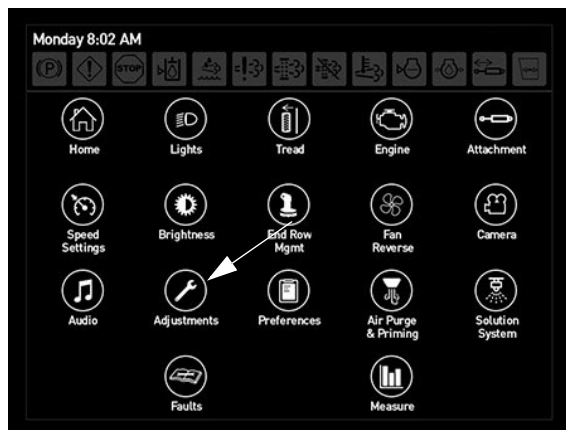 Monday 8:02 AM
(P) STOP
Home Lights Tread Engine Attachment
Speed Settings Brightness End Row Mgmt Fan Reverse Camera
Audio Adjustments Preferences Air Purge & Priming Solution System
Faults Measure